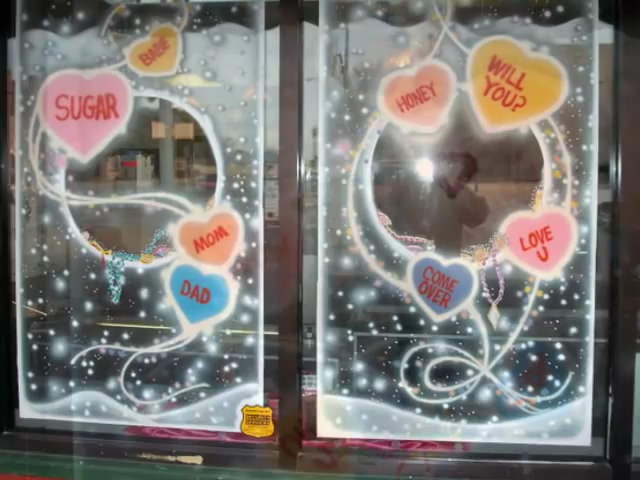 BABE
SUGAR
MOM
DAD
HONEY
WILL
YOU?
LOVE
U
COME
OVER